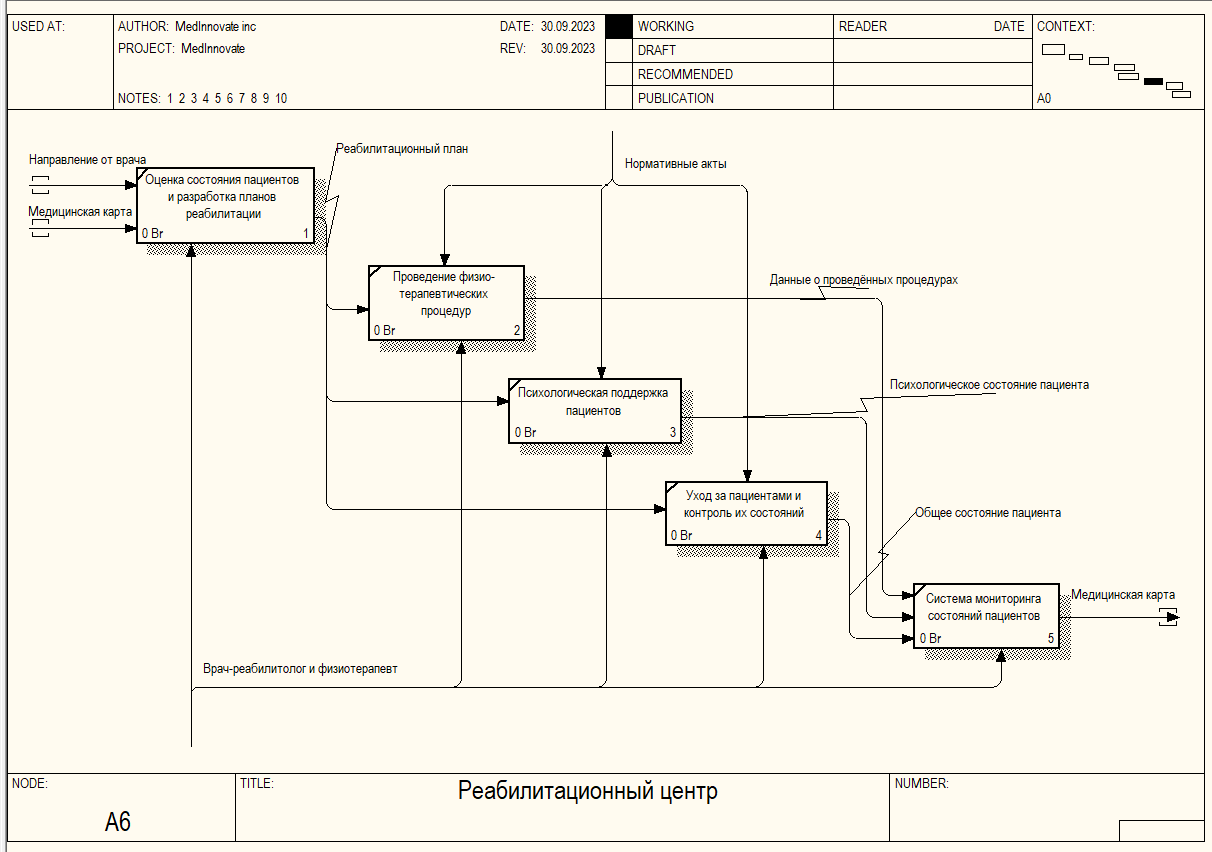 USED AT:
AUTHOR: MedInnovate inc
DATE: 30.09.2023
PROJECT: MedInnovate
REV: 30.09.2023
NOTES: 1 2 3 4 5 6 7 8 9 10
WORKING
DRAFT
RECOMMENDED
PUBLICATION
READER
DATE
CONTEXT:
A0
Направление от врача
Медицинская карта
Оценка состояния пациентов
и разработка планов
реабилитации
0 Br
1
Реабилитационный план
Нормативные акты
Проведение физио-
терапевтических
процедур
0 Br
2
Данные о проведённых процедурах
Психологическая поддержка
пациентов
0 Br
3
Психологическое состояние пациента
Уход за пациентами и
контроль их состояний
0 Br
4
Общее состояние пациента
Система мониторинга
состояний пациентов
0 Br
5
Медицинская карта
Врач-реабилитолог и физиотерапевт
NODE:
A6
TITLE:
Реабилитационный центр
NUMBER: